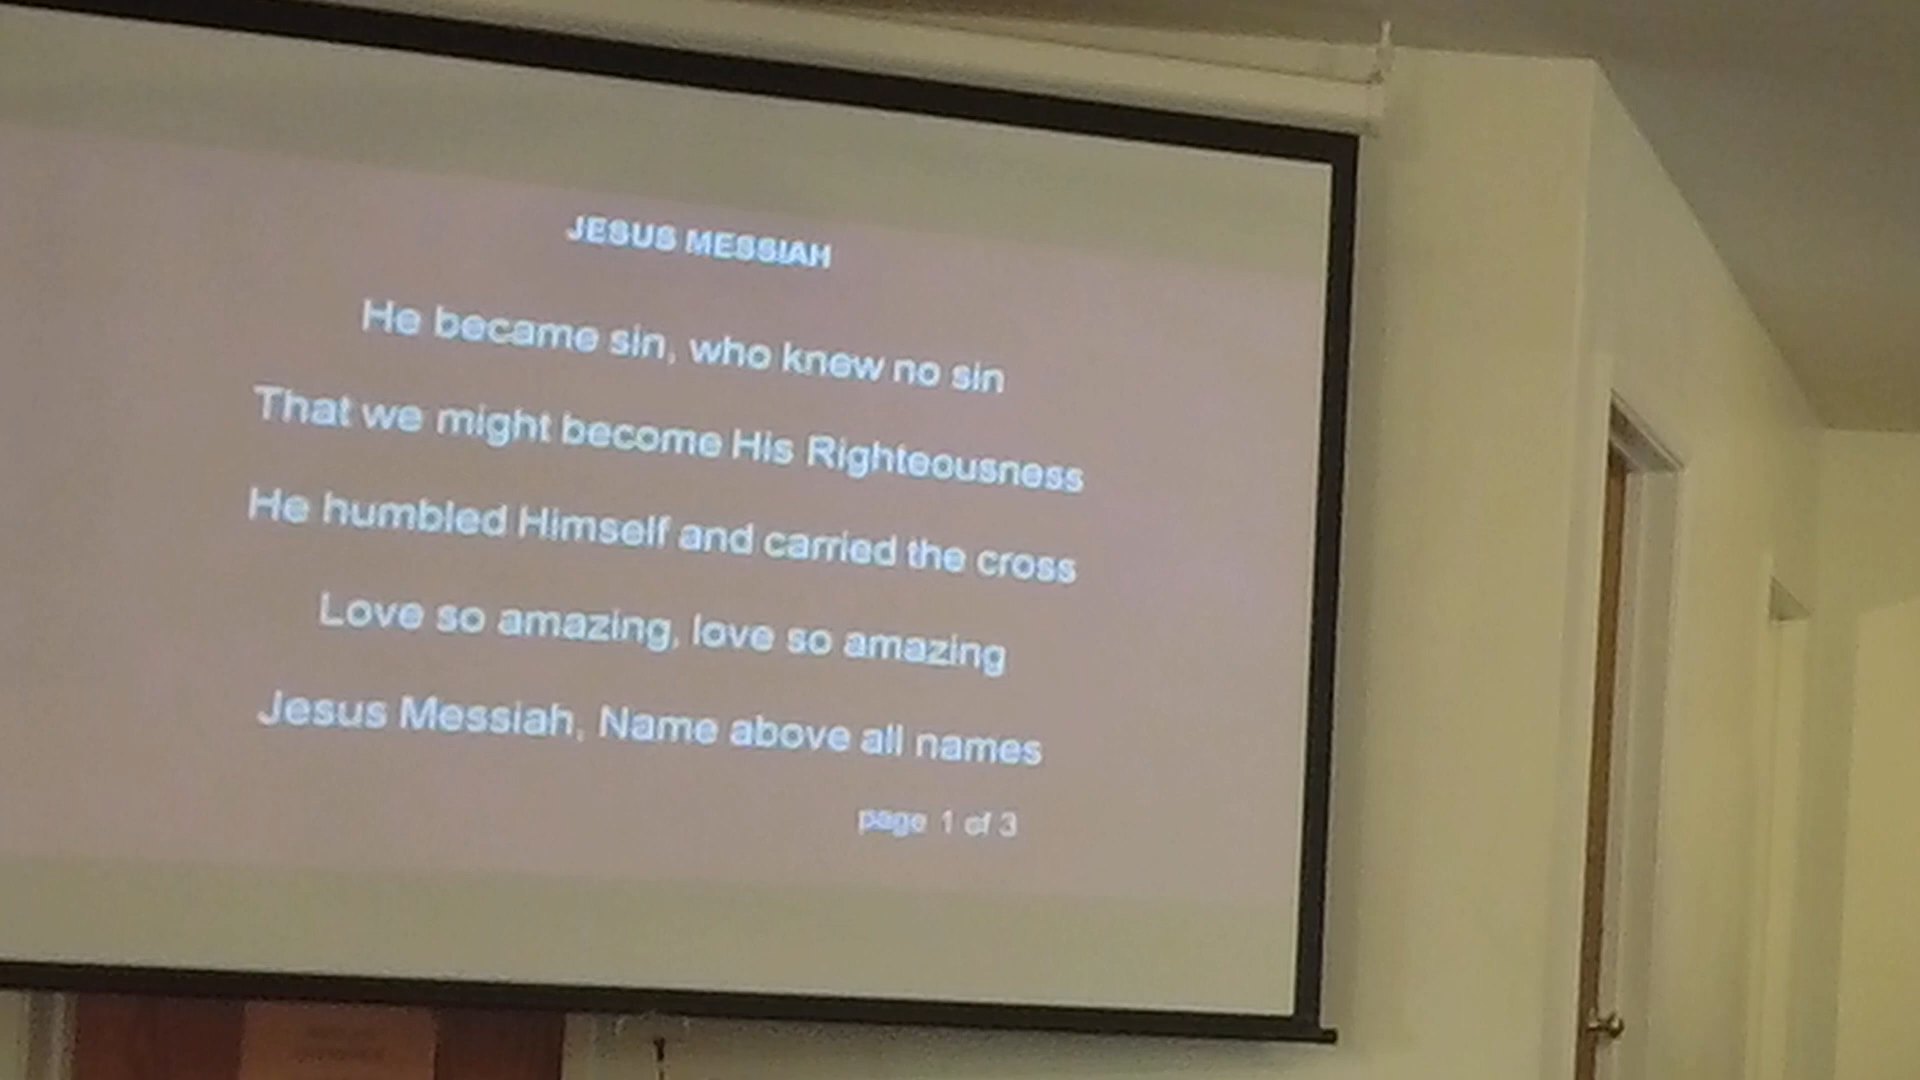 JESUS MESSIAH
He became sin, who knew no sin
That we might become His Righteousness
He humbled Himself and carried the cross
Love so amazing, love so amazing
Jesus Messiah, Name above all names
page 1 of 3